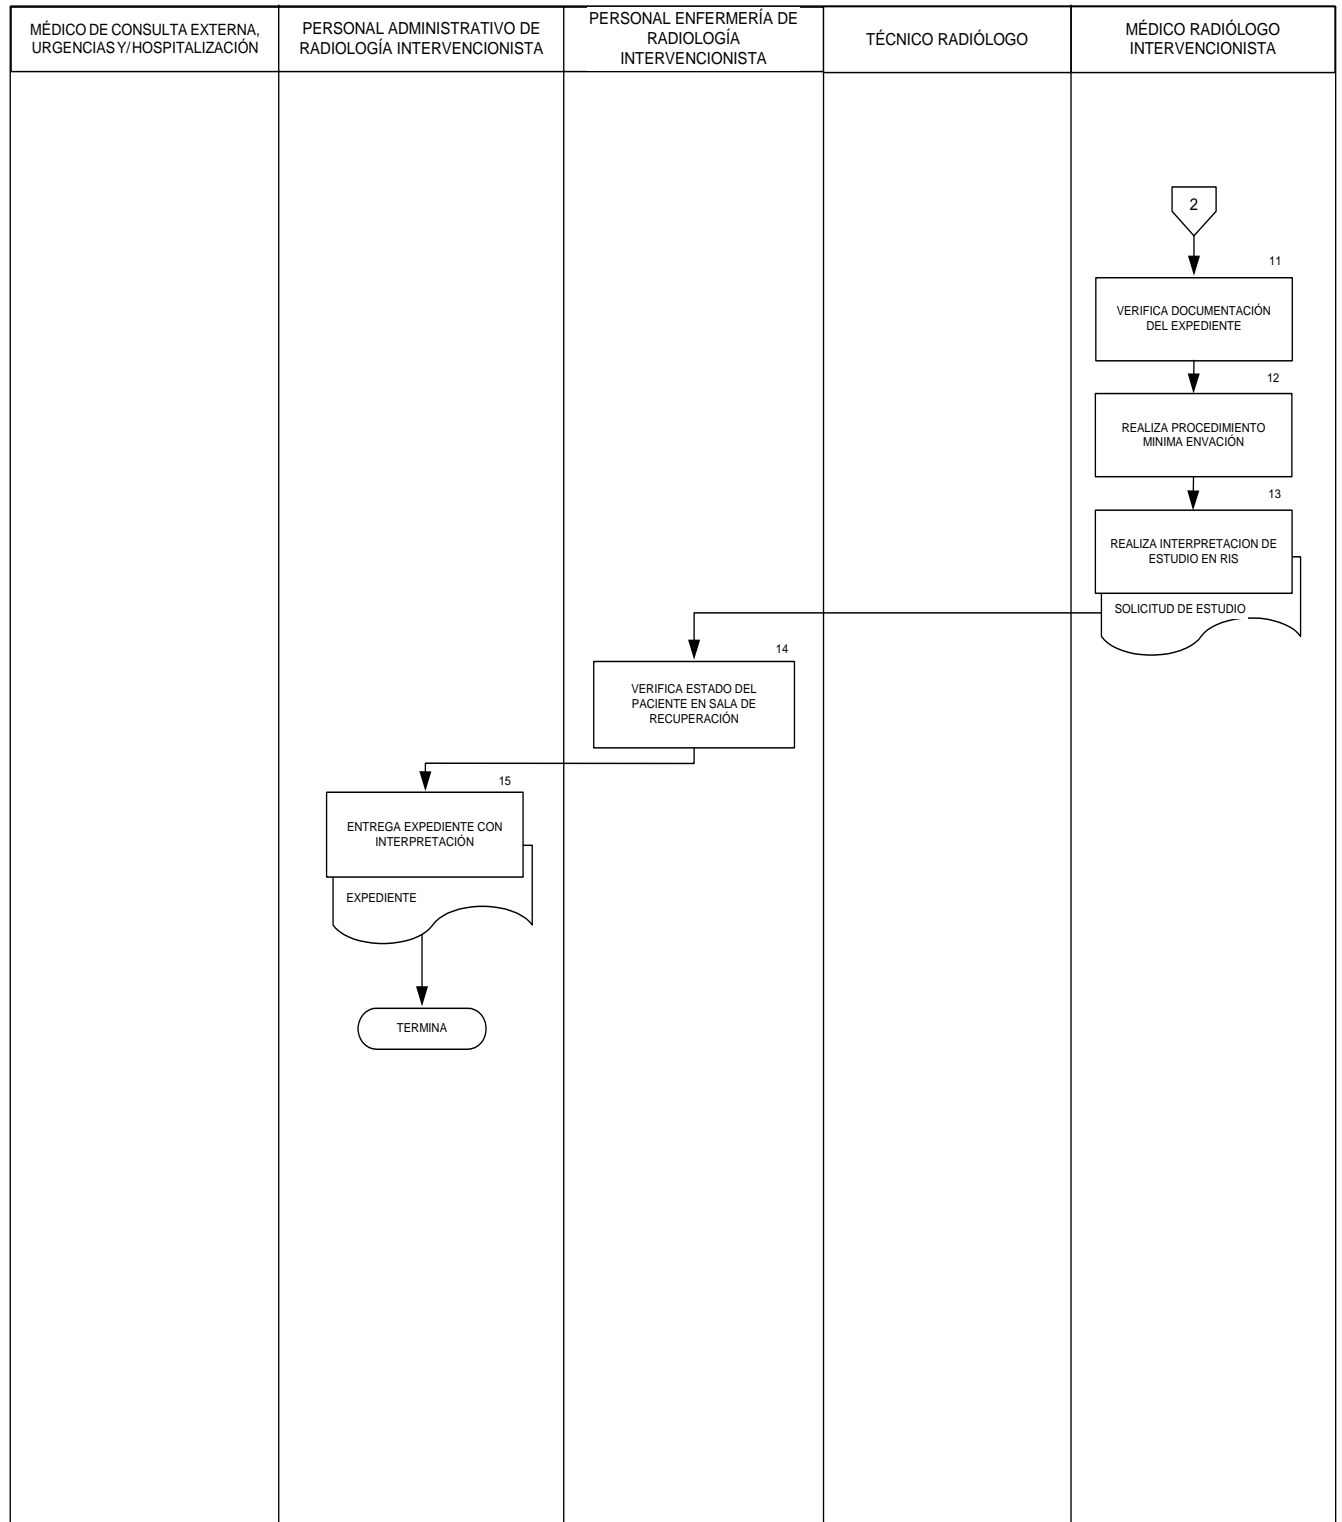 MÉDICO DE CONSULTA EXTERNA,
URGENCIAS Y/HOSPITALIZACIÓN
PERSONAL ADMINISTRATIVO DE
RADIOLOGÍA INTERVENCIONISTA
PERSONAL ENFERMERÍA DE
RADIOLOGÍA
INTERVENCIONISTA
TÉCNICO RADIÓLOGO
MÉDICO RADIÓLOGO
INTERVENCIONISTA
2
11
VERIFICA DOCUMENTACIÓN
DEL EXPEDIENTE
12
REALIZA PROCEDIMIENTO
MINIMA ENVACIÓN
13
REALIZA INTERPRETACION DE
ESTUDIO EN RIS
SOLICITUD DE ESTUDIO
14
VERIFICA ESTADO DEL
PACIENTE EN SALA DE
RECUPERACIÓN
15
ENTREGA EXPEDIENTE CON
INTERPRETACIÓN
EXPEDIENTE
TERMINA